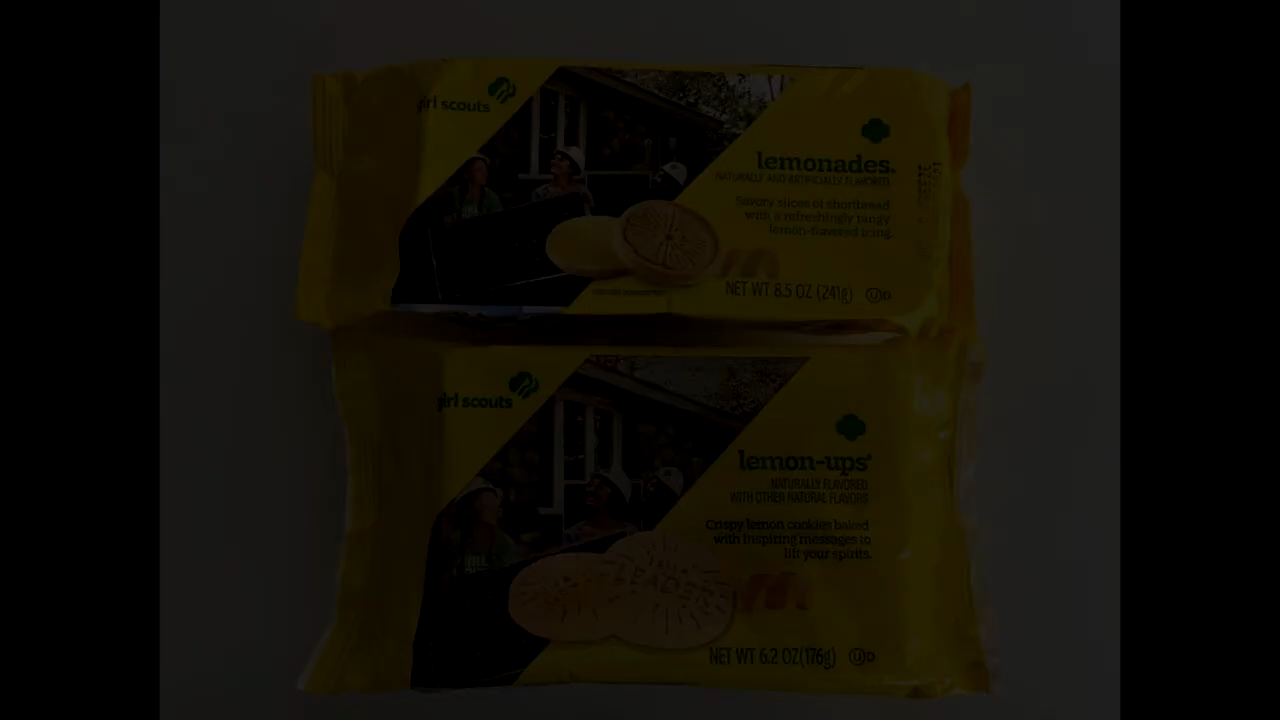 girl scouts
lemonades.
NATURALLY AND ARTIFICIALLY FLAVORED
Savory slices of shortbread
with a refreshingly tangy
lemon-flavored icing.
NET WT 8.5 OZ (241g) UD
girl scouts
lemon-ups®
NATURALLY FLAVORED
WITH OTHER NATURAL FLAVORS
Crispy lemon cookies baked
with inspiring messages to
lift your spirits.
LEADER
NET WT 6.2 OZ(176g) UD